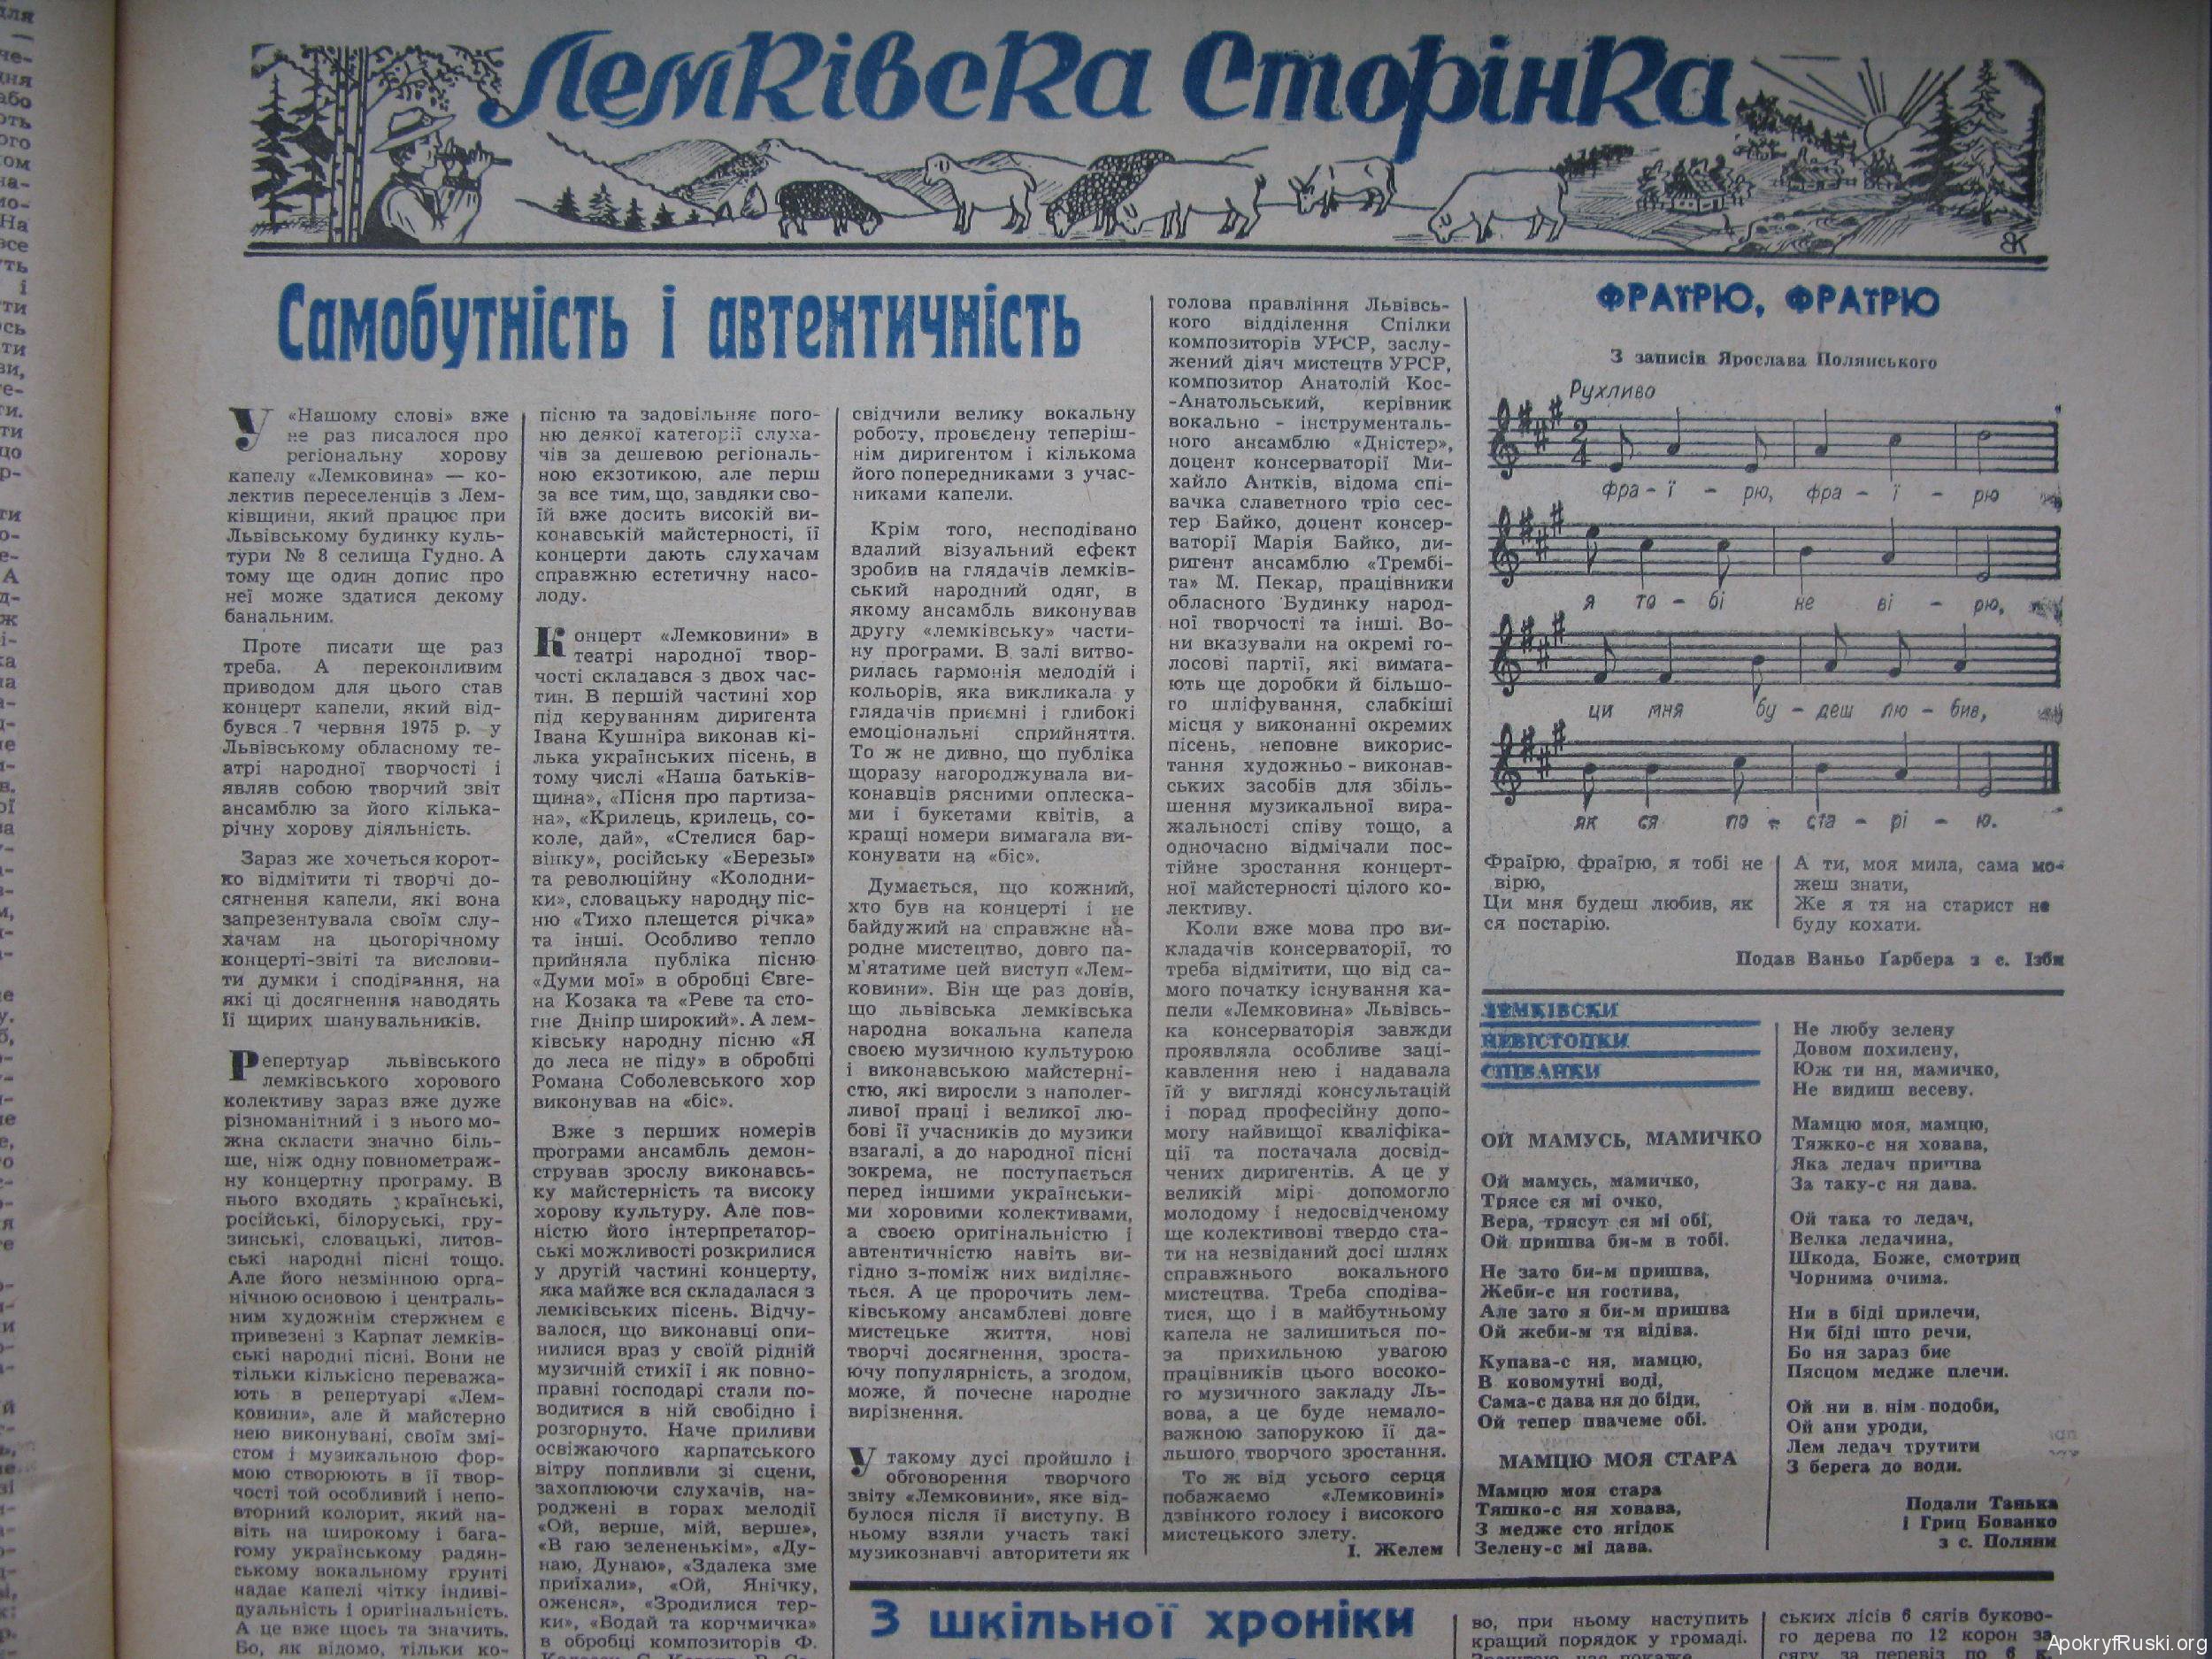 Лемківска Сторінка
Самобутність і автентичність
У «Нашому слові» вже
не раз писалося про
регіональну хорову
капелу «Лемковина» — ко-
лектив переселенців з Лем-
ківщини, який працює при
Львівському будинку куль-
тури № 8 селища Гудно. А
тому ще один допис про
неї може здатися декому
банальним.
Проте писати ще раз
треба. А переконливим
приводом для цього став
концерт капели, який від-
бувся 7 червня 1975 р. у
Львівському обласному те-
атрі народної творчості і
являв собою творчий звіт
ансамблю за його кілька-
річну хорову діяльність.
Зараз же хочеться корот-
ко відмітити ті творчі до-
сягнення капели, які вона
запрезентувала своїм слу-
хачам на цьогорічному
концерті-звіті та вислови-
ти думки і сподівання, на
які ці досягнення наводять
її щирих шанувальників.
Репертуар львівського
лемківського хорового
колективу зараз вже дуже
різноманітний і з нього мо-
жна скласти значно біль-
ше, ніж одну повнометраж-
ну концертну програму. В
нього входять українські,
російські, білоруські, гру-
зинські, словацькі, литов-
ські народні пісні тощо.
Але його незмінною орга-
нічною основою і централь-
ним художнім стержнем є
привезені з Карпат лемків-
ські народні пісні. Вони не
тільки кількісно переважа-
ють в репертуарі «Лем-
ковини», але й майстерно
нею виконувані, своїм змі-
стом і музикальною фор-
мою створюють в її твор-
чості той особливий і непо-
вторний колорит, який на-
віть на широкому і бага-
тому українському радян-
ському вокальному грунті
надає капелі чітку індиві-
дуальність і оригінальність.
А це вже щось та значить.
Бо, як відомо, тільки ко-
пісню та задовільняє пого-
ню деякої категорії слуха-
чів за дешевою регіональ-
ною екзотикою, але перш
за все тим, що, завдяки сво-
їй вже досить високій ви-
конавській майстерності, її
концерти дають слухачам
справжню естетичну насо-
лоду.
Концерт «Лемковини» в
театрі народної твор-
чості складався з двох час-
тин. В першій частині хор
під керуванням диригента
Івана Кушніра виконав кі-
лька українських пісень, в
тому числі «Наша батьків-
щина», «Пісня про партиза-
на», «Крилець, крилець, со-
коле, дай», «Стелися бар-
вінку», російську «Березы»
та революційну «Колодни-
ки», словацьку народну піс-
ню «Тихо плещется річка»
та інші. Особливо тепло
прийняла публіка пісню
«Думи мої» в обробці Євге-
на Козака та «Реве та сто-
гне Дніпр широкий». А лем-
ківську народну пісню «Я
до леса не піду» в обробці
Романа Соболевського хор
виконував на «біс».
Вже з перших номерів
програми ансамбль демон-
стрував зрослу виконавсь-
ку майстерність та високу
хорову культуру. Але пов-
ністю його інтерпретатор-
ські можливості розкрилися
у другій частині концерту,
яка майже вся складалася з
лемківських пісень. Відчу-
валося, що виконавці опи-
нилися враз у своїй рідній
музичній стихії і як повно-
правні господарі стали по-
водитися в ній свобідно і
розгорнуто. Наче приливи
освіжаючого карпатського
вітру попливли зі сцени,
захоплюючи слухачів, на-
роджені в горах мелодії
«Ой, верше, мій, верше»,
«В гаю зелененькім», «Ду-
наю, Дунаю», «Здалека зме
приїхали», «Ой, Янічку,
оженся», «Зродилися тер-
ки», «Водай та корчмичка»
в обробці композиторів Ф.
свідчили велику вокальну
роботу, проведену теперіш-
нім диригентом і кількома
його попередниками з учас-
никами капели.
Крім того, несподівано
вдалий візуальний ефект
зробив на глядачів лемків-
ський народний одяг, в
якому ансамбль виконував
другу «лемківську» части-
ну програми. В залі витво-
рилась гармонія мелодій і
кольорів, яка викликала у
глядачів приємні і глибокі
емоціональні сприйняття.
То ж не дивно, що публіка
щоразу нагороджувала ви-
конавців рясними оплеска-
ми і букетами квітів, а
кращі номери вимагала ви-
конувати на «біс».
Думається, що кожний,
хто був на концерті і не
байдужий на справжнє на-
родне мистецтво, довго па-
м'ятатиме цей виступ «Лем-
ковини». Він ще раз довів,
що львівська лемківська
народна вокальна капела
своєю музичною культурою
і виконавською майстерні-
стю, які виросли з наполег-
ливої праці і великої лю-
бові її учасників до музики
взагалі, а до народної пісні
зокрема, не поступається
перед іншими українськи-
ми хоровими колективами,
а своєю оригінальністю і
автентичністю навіть ви-
гідно з-поміж них виділяє-
ться. А це пророчить лем-
ківському ансамблеві довге
мистецьке життя, нові
творчі досягнення, зроста-
ючу популярність, а згодом,
може, й почесне народне
вирізнення.
У такому дусі пройшло і
обговорення творчого
звіту «Лемковини», яке від-
булося після її виступу. В
ньому взяли участь такі
музикознавчі авторитети як
голова правління Львівсь-
кого відділення Спілки
композиторів УРСР, заслу-
жений діяч мистецтв УРСР,
композитор Анатолій Кос-
-Анатольський, керівник
вокально - інструменталь-
ного ансамблю «Дністер»,
доцент консерваторії Ми-
хайло Антків, відома спі-
вачка славетного тріо сес-
тер Байко, доцент консер-
ваторії Марія Байко, ди-
ригент ансамблю «Трембі-
та» М. Пекар, працівники
обласного Будинку народ-
ної творчості та інші. Во-
ни вказували на окремі го-
лосові партії, які вимага-
ють ще доробки й більшо-
го шліфування, слабкіші
місця у виконанні окремих
пісень, неповне викорис-
тання художньо - виконав-
ських засобів для збіль-
шення музикальної вира-
жальності співу тощо, а
одночасно відмічали пос-
тійне зростання концерт-
ної майстерності цілого ко-
лективу.
Коли вже мова про ви-
кладачів консерваторії, то
треба відмітити, що від са-
мого початку існування ка-
пели «Лемковина» Львівсь-
ка консерваторія завжди
проявляла особливе заці-
кавлення нею і надавала
їй у вигляді консультацій
і порад професійну допо-
могу найвищої кваліфіка-
ції та постачала досвід-
чених диригентів. А це у
великій мірі допомогло
молодому і недосвідченому
ще колективові твердо ста-
ти на незвіданий досі шлях
справжнього вокального
мистецтва. Треба сподіва-
тися, що і в майбутньому
капела не залишиться по-
за прихильною увагою
працівників цього восоко-
го музичного закладу Ль-
вова, а це буде немало-
важною запорукою її да-
льшого творчого зростання.
То ж від усього серця
побажаємо «Лемковині»
дзвінкого голосу і високого
мистецького злету.
І. Желем
ФРАЇРЮ, ФРАЇРЮ
З записів Ярослава Полянського
Рухливо
2
4
Фра - ї - рю, фра - ї - рю
я то - бі не ві - рю,
ци мня бу - деш лю - бив,
як ся по - ста - рі - ю.
Фраїрю, фраїрю, я тобі не
вірю,
Ци мня будеш любив, як
ся постарію.
А ти, моя мила, сама мо-
жеш знати,
Же я тя на старист не
буду кохати.
Подав Ваньо Ґарбера з с. Ізби
ЛЕМКІВСКИ
НЕВІСТОЦКИ
СПІВАНКИ
ОЙ МАМУСЬ, МАМИЧКО
Ой мамусь, мамичко,
Трясе ся мі очко,
Вера, трясут ся мі обі,
Ой пришва би-м в тобі.
Не зато би-м пришва,
Жеби-с ня гостива,
Але зато я би-м пришва
Ой жеби-м тя відіва.
Купава-с ня, мамцю,
В ковомутні воді,
Сама-с дава ня до біди,
Ой тепер пвачеме обі.
МАМЦЮ МОЯ СТАРА
Мамцю моя стара
Тяшко-с ня ховава,
З медже сто ягідок
Зелену-с мі дава.
Не любу зелену
Довом похилену,
Юж ти ня, мамичко,
Не видиш весеву.
Мамцю моя, мамцю,
Тяжко-с ня ховава,
Яка ледач пришва
За таку-с ня дава.
Ой така то ледач,
Велка ледачина,
Шкода, Боже, смотриц
Чорнима очима.
Ни в біді прилечи,
Ни біді што речи,
Бо ня зараз бие
Пясцом медже плечи.
Ой ни в нім подоби,
Ой ани уроди,
Лем ледач трутити
З берега до води.
Подали Танька
і Гриц Бованко
з с. Поляни
З шкільної хроніки
во, при ньому наступить
кращий порядок у громаді.
ських лісів 6 сягів буково-
го дерева по 12 корон за
сягу, за перевіз по 6 к.
ApokryfRuski.org